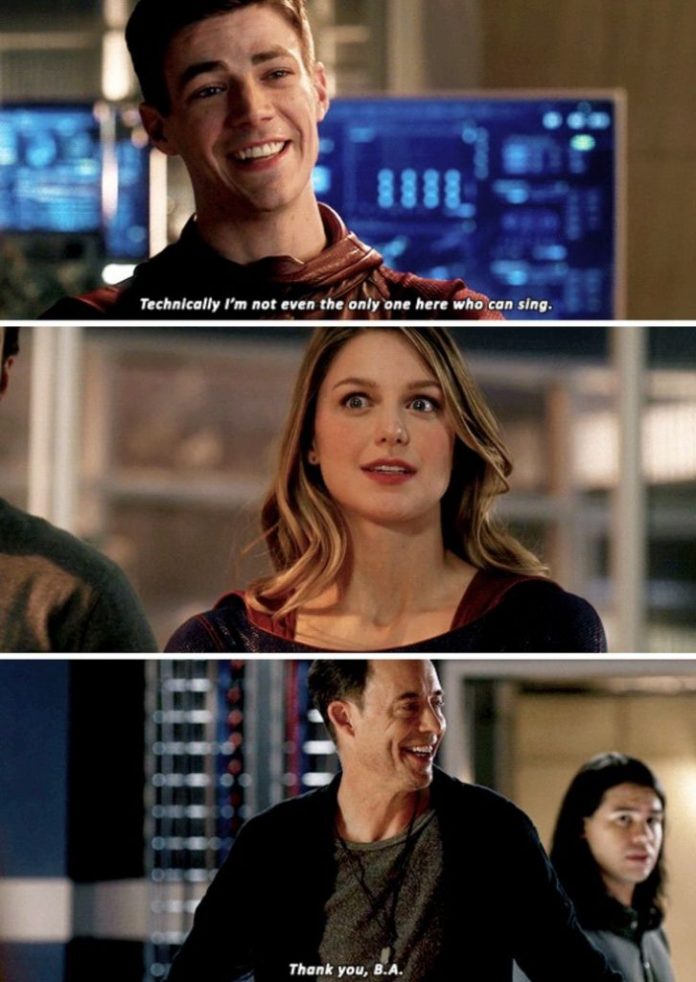 Technically I'm not even the only one here who can sing.
Thank you, B.A.